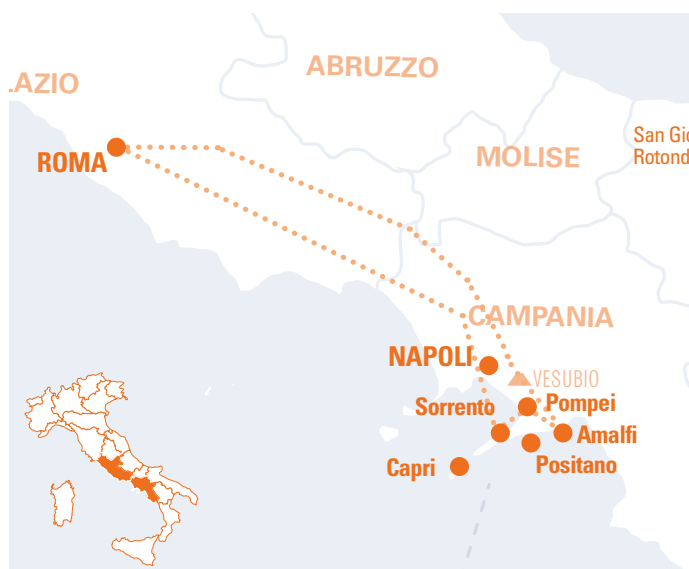 ABRUZZO
.AZIO
San Gio
Rotond
ROMA
MOLISE
CAMPANIA
NAPOLI
VESUBIO
Sorrento
Pompei
Amalfi
Positano
Capri